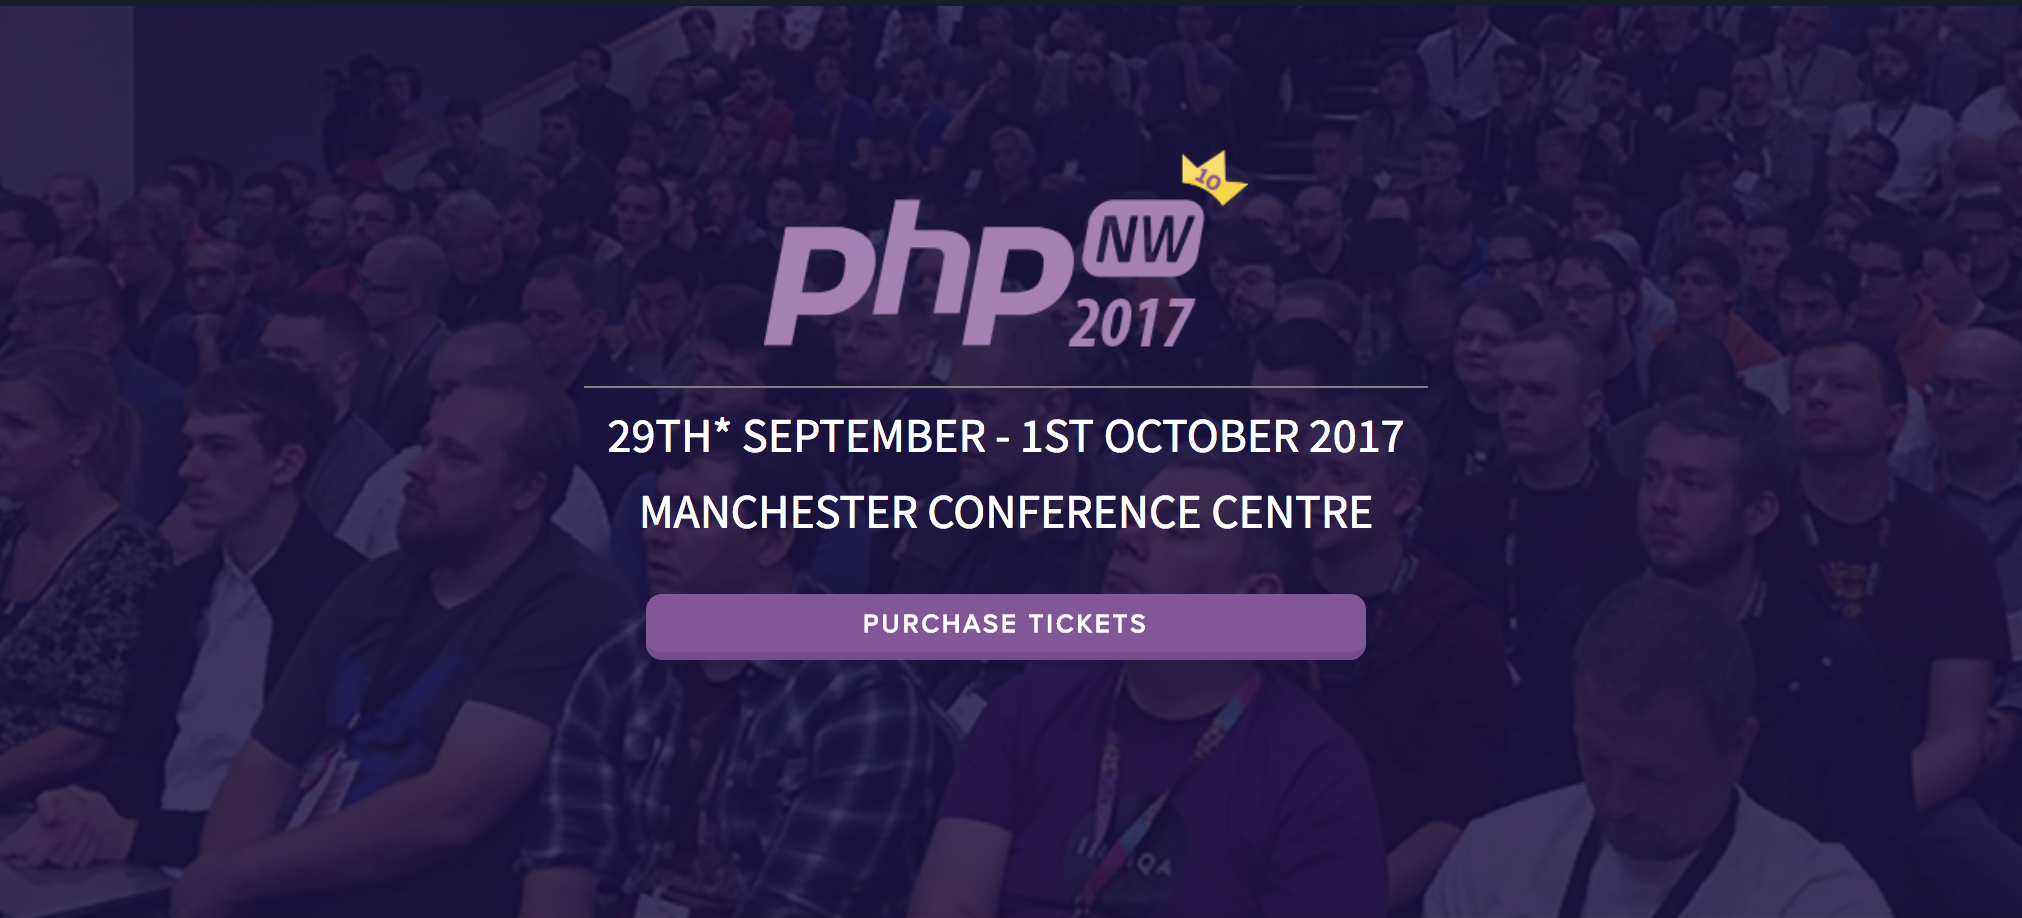 10
php NW
2017
29TH* SEPTEMBER - 1ST OCTOBER 2017
MANCHESTER CONFERENCE CENTRE
PURCHASE TICKETS